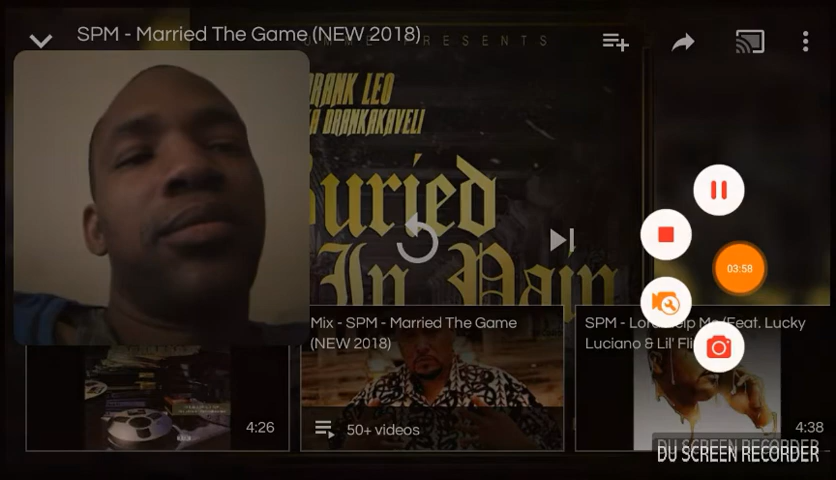 SPM - Married The Game (NEW 2018)
PRESENTS
DRANK LEO
DRANKAKAVELI
Buried
In Pain
03:58
Mix - SPM - Married The Game
(NEW 2018)
SPM - Lord Help Me (Feat. Lucky
Luciano & Lil' Fli
4:26
50+ videos
4:38
DU SCREEN RECORDER